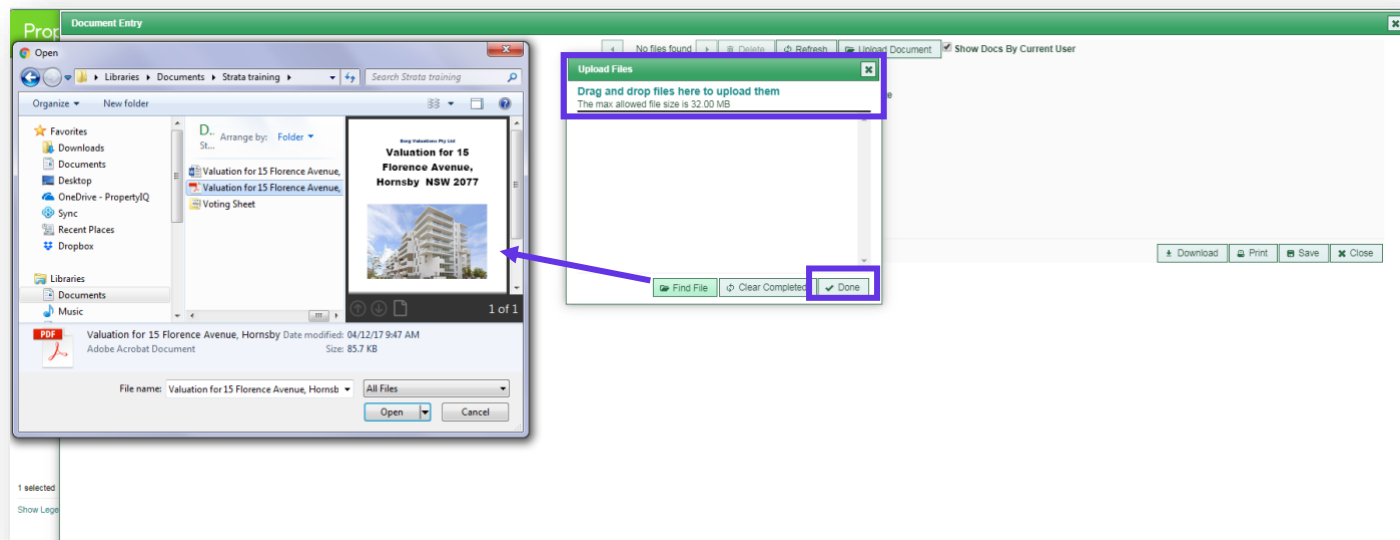 Prop
Document Entry
Open
Libraries
Documents
Strata training
Search Strata training
Organize
New folder
Favorites
Downloads
Documents
Desktop
OneDrive - PropertyIQ
Sync
Recent Places
Dropbox
Libraries
Documents
Music
D..
St...
Arrange by: Folder
Valuation for 15 Florence Avenue,
Valuation for 15 Florence Avenue,
Voting Sheet
Borg Valuations Pty Ltd
Valuation for 15
Florence Avenue,
Hornsby NSW 2077
1 of 1
PDF
Valuation for 15 Florence Avenue, Hornsby Date modified: 04/12/17 9:47 AM
Adobe Acrobat Document Size: 85.7 KB
File name: Valuation for 15 Florence Avenue, Hornsb
All Files
Open
Cancel
1 selected
Show Lege
No files found
Delete
Refresh
Upload Document
Show Docs By Current User
Upload Files
Drag and drop files here to upload them
The max allowed file size is 32.00 MB
e
Find File
Clear Completed
Done
Download
Print
Save
Close